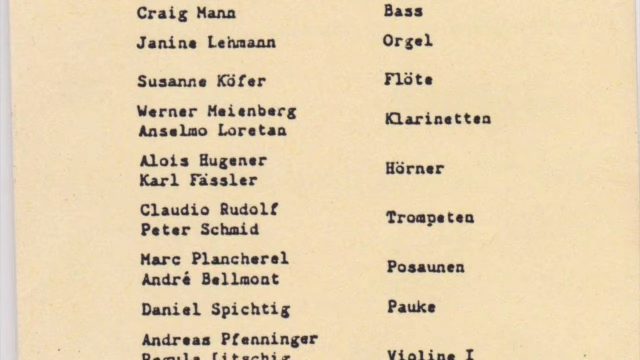 Craig Mann Bass
Janine Lehmann Orgel
Susanne Köfer Flöte
Werner Meienberg Klarinetten
Anselmo Loretan
Alois Hugener Hörner
Karl Fässler
Claudio Rudolf Trompeten
Peter Schmid
Marc Plancherel Posaunen
André Bellmont
Daniel Spichtig Pauke
Andreas Pfenninger Violine I